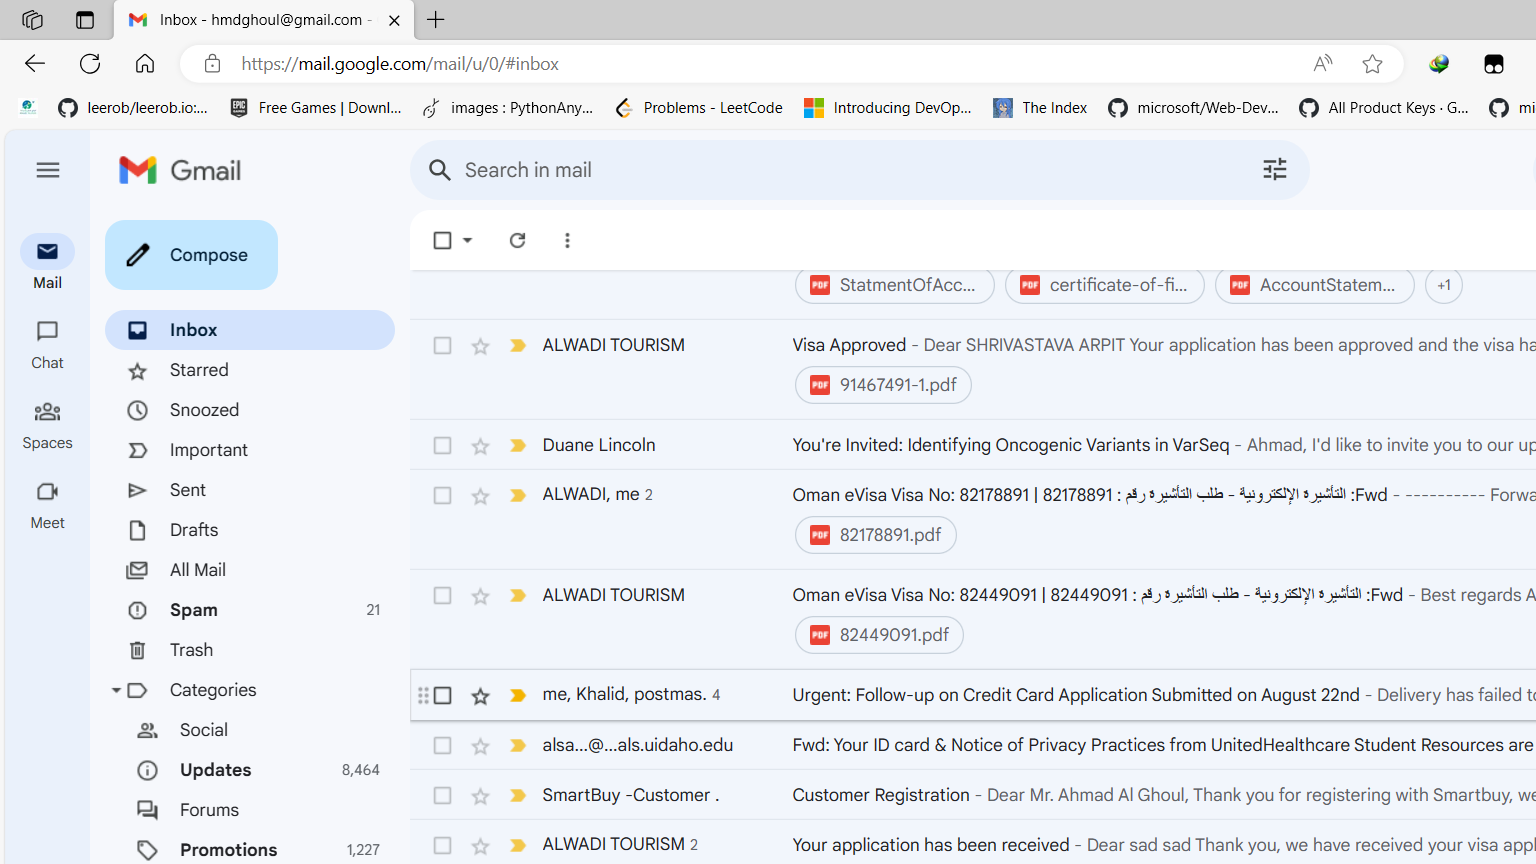 Inbox - hmdghoul@gmail.com -
https://mail.google.com/mail/u/0/#inbox
leerob/leerob.io:... Free Games | Downl... images : PythonAny... Problems - LeetCode Introducing DevOp... The Index microsoft/Web-Dev... All Product Keys · G... mi
Gmail
Search in mail
Compose
Mail
Chat
Spaces
Meet
Inbox
Starred
Snoozed
Important
Sent
Drafts
All Mail
Spam 21
Trash
Categories
Social
Updates 8,464
Forums
Promotions 1,227
StatmentOfAcc... certificate-of-fi... AccountStatem... +1
ALWADI TOURISM Visa Approved - Dear SHRIVASTAVA ARPIT Your application has been approved and the visa ha
91467491-1.pdf
Duane Lincoln You're Invited: Identifying Oncogenic Variants in VarSeq - Ahmad, I'd like to invite you to our up
ALWADI, me 2 Oman eVisa Visa No: 82178891 | 82178891 : التأشيرة الإلكترونية - طلب التأشيرة رقم :Fwd - ---------- Forwa
82178891.pdf
ALWADI TOURISM Oman eVisa Visa No: 82449091 | 82449091 : التأشيرة الإلكترونية - طلب التأشيرة رقم :Fwd - Best regards A
82449091.pdf
me, Khalid, postmas. 4 Urgent: Follow-up on Credit Card Application Submitted on August 22nd - Delivery has failed to
alsa...@...als.uidaho.edu Fwd: Your ID card & Notice of Privacy Practices from UnitedHealthcare Student Resources are
SmartBuy -Customer . Customer Registration - Dear Mr. Ahmad Al Ghoul, Thank you for registering with Smartbuy, we
ALWADI TOURISM 2 Your application has been received - Dear sad sad Thank you, we have received your visa appl